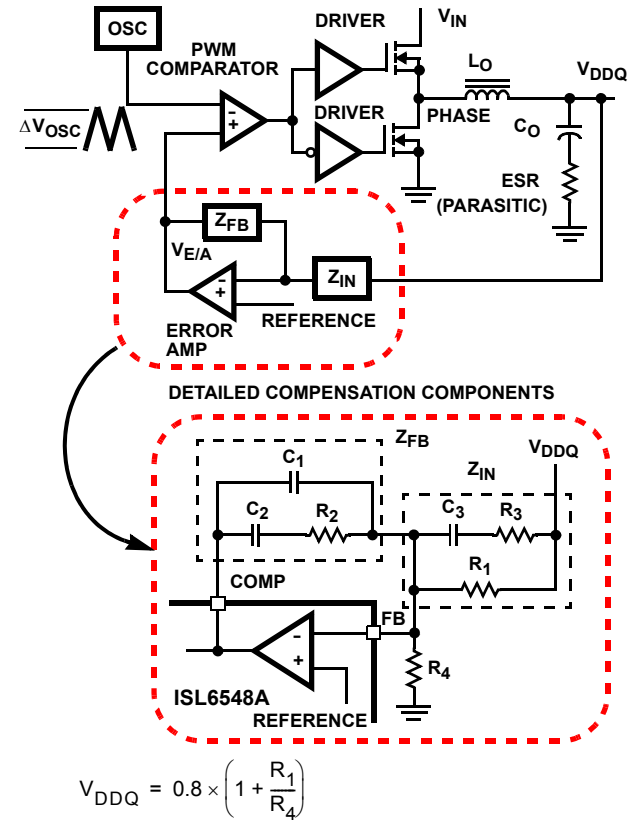 OSC
PWM
COMPARATOR
DRIVER
V_IN
L_O
V_DDQ
ΔV_OSC
-
+
DRIVER
PHASE
C_O
ESR
(PARASITIC)
Z_FB
V_E/A
-
+
Z_IN
REFERENCE
ERROR
AMP
DETAILED COMPENSATION COMPONENTS
Z_FB
V_DDQ
C_1
Z_IN
C_2
R_2
C_3
R_3
R_1
COMP
FB
-
+
R_4
ISL6548A
REFERENCE
V_DDQ = 0.8 × (1 + R_1/R_4)